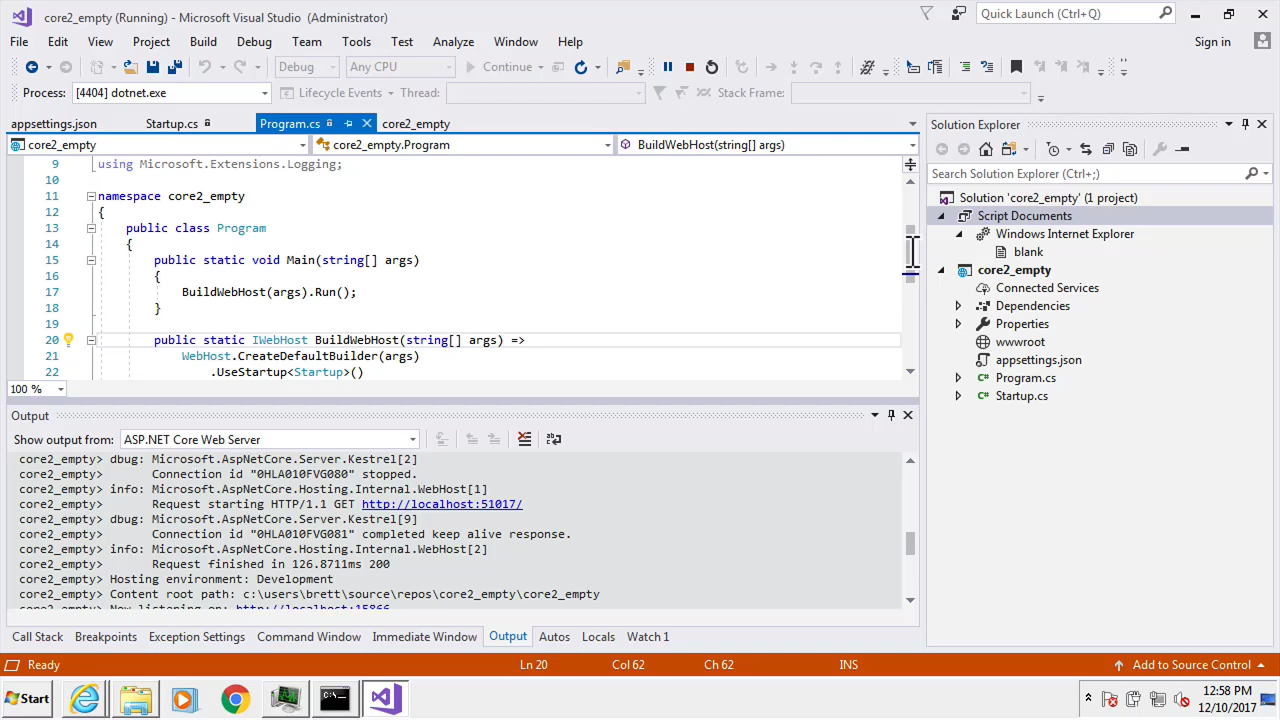 core2_empty (Running) - Microsoft Visual Studio (Administrator)
Quick Launch (Ctrl+Q)
File Edit View Project Build Debug Team Tools Test Analyze Window Help
Sign in
Debug Any CPU Continue
Process: [4404] dotnet.exe Lifecycle Events Thread: Stack Frame:
appsettings.json Startup.cs Program.cs core2_empty
core2_empty core2_empty.Program BuildWebHost(string[] args)
9 using Microsoft.Extensions.Logging;
10
11 namespace core2_empty
12 {
13 public class Program
14 {
15 public static void Main(string[] args)
16 {
17 BuildWebHost(args).Run();
18 }
19
20 public static IWebHost BuildWebHost(string[] args) =>
21 WebHost.CreateDefaultBuilder(args)
22 .UseStartup<Startup>()
100 %
Output
Show output from: ASP.NET Core Web Server
core2_empty> dbug: Microsoft.AspNetCore.Server.Kestrel[2]
core2_empty> Connection id "0HLA010FVG080" stopped.
core2_empty> info: Microsoft.AspNetCore.Hosting.Internal.WebHost[1]
core2_empty> Request starting HTTP/1.1 GET http://localhost:51017/
core2_empty> dbug: Microsoft.AspNetCore.Server.Kestrel[9]
core2_empty> Connection id "0HLA010FVG081" completed keep alive response.
core2_empty> info: Microsoft.AspNetCore.Hosting.Internal.WebHost[2]
core2_empty> Request finished in 126.8711ms 200
core2_empty> Hosting environment: Development
core2_empty> Content root path: c:\users\brett\source\repos\core2_empty\core2_empty
core2_empty> Now listening on: http://localhost:15866
Call Stack Breakpoints Exception Settings Command Window Immediate Window Output Autos Locals Watch 1
Solution Explorer
Search Solution Explorer (Ctrl+;)
Solution 'core2_empty' (1 project)
Script Documents
Windows Internet Explorer
blank
core2_empty
Connected Services
Dependencies
Properties
wwwroot
appsettings.json
C# Program.cs
C# Startup.cs
Ready Ln 20 Col 62 Ch 62 INS Add to Source Control
Start
12:58 PM
12/10/2017